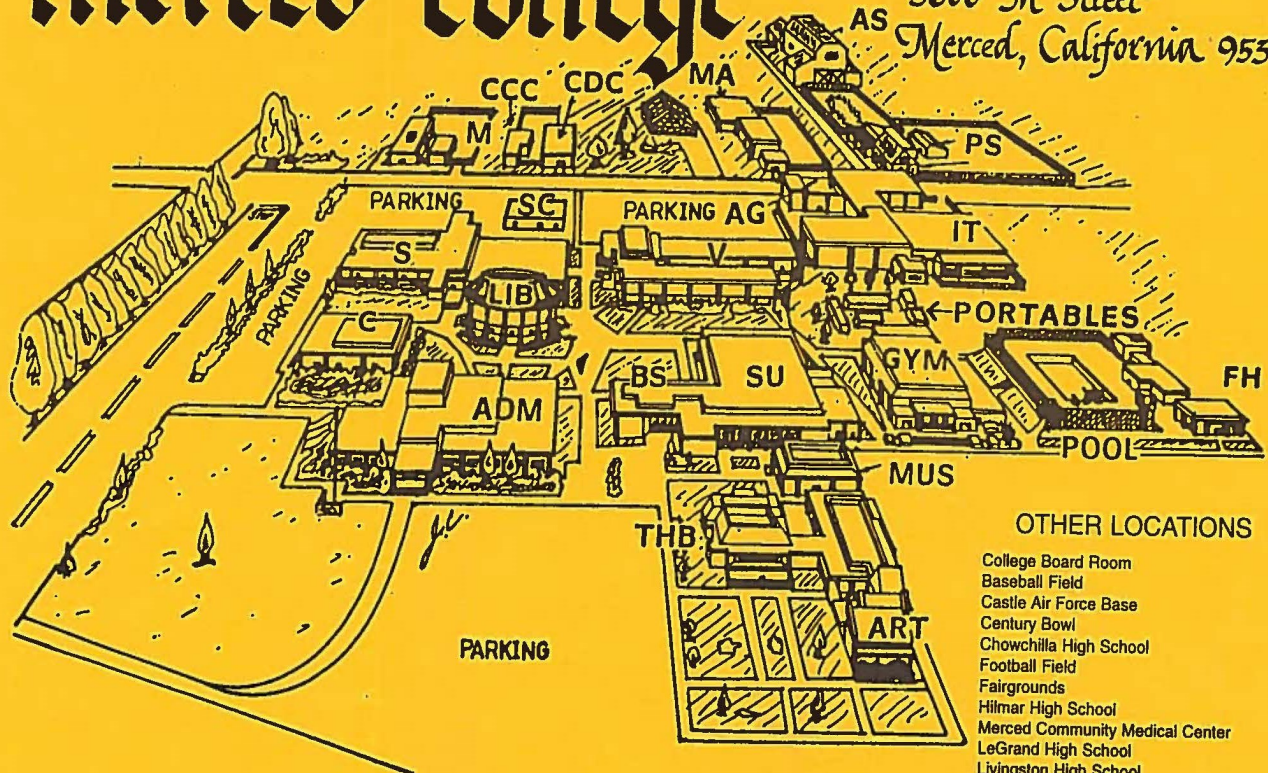 merced college
Merced, California 953
AS
CCC CDC MA
M
PS
PARKING SC PARKING AG
S
V
IT
LIB
PARKING
C
←PORTABLES
BS SU GYM
FH
ADM
POOL
MUS
THB
ART
PARKING
OTHER LOCATIONS
College Board Room
Baseball Field
Castle Air Force Base
Century Bowl
Chowchilla High School
Football Field
Fairgrounds
Hilmar High School
Merced Community Medical Center
LeGrand High School
Livingston High School